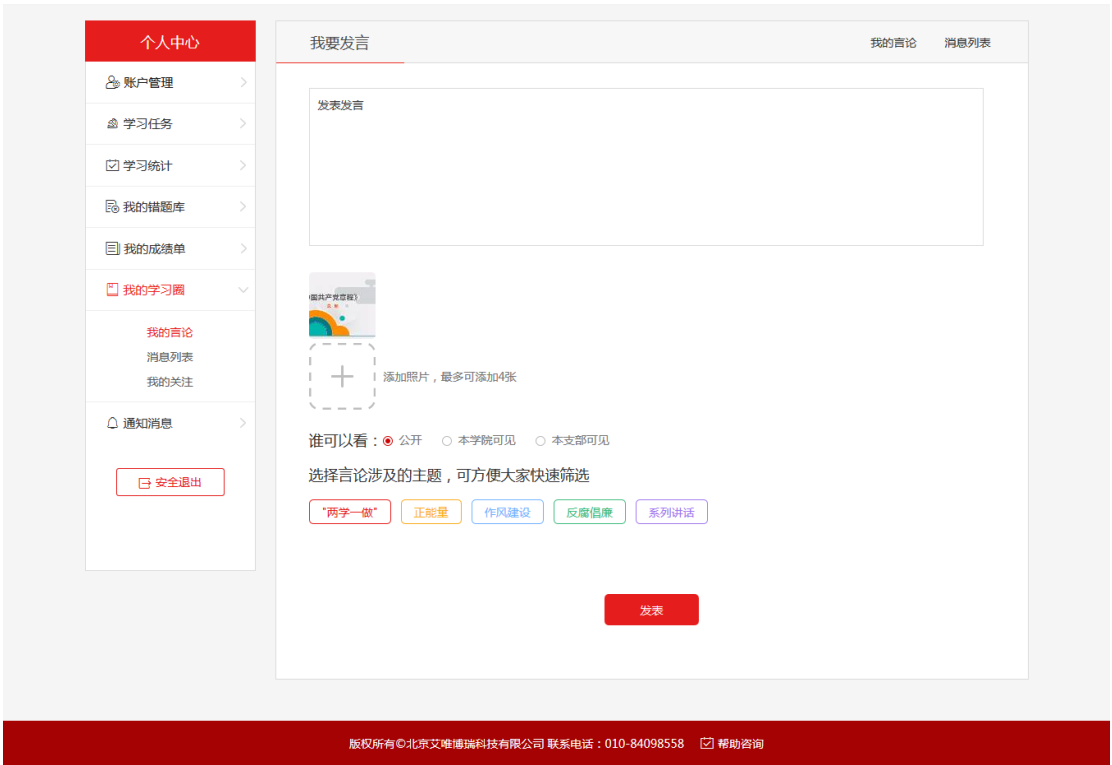 个人中心
账户管理
学习任务
学习统计
我的错题库
我的成绩单
我的学习圈
我的言论
消息列表
我的关注
通知消息
安全退出
我要发言
我的言论 消息列表
发表发言
国共产党章程》
添加照片，最多可添加4张
谁可以看： 公开 本学院可见 本支部可见
选择言论涉及的主题，可方便大家快速筛选
"两学一做" 正能量 作风建设 反腐倡廉 系列讲话
发表
版权所有©北京艾唯博瑞科技有限公司 联系电话：010-84098558 帮助咨询